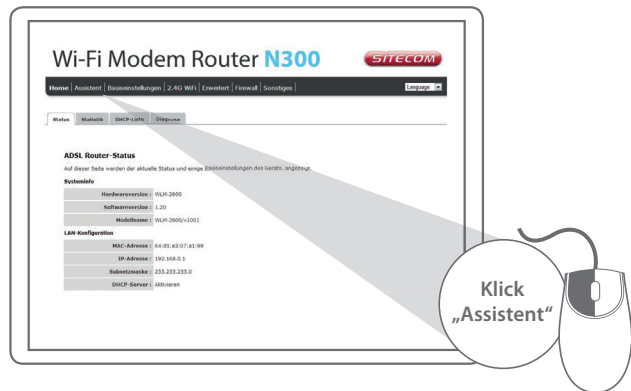 Wi-Fi Modem Router N300
SITECOM
Home | Assistent | Basiseinstellungen | 2.4G WiFi | Erweitert | Firewall | Sonstiges |
Language
Status Statistik DHCP-Liste Diagnose
ADSL Router-Status
Auf dieser Seite werden der aktuelle Status und einige Basiseinstellungen des Geräts. angezeigt.
Systeminfo
Hardwareversion : WLM-2600
Softwareversion : 1.20
Modellname : WLM-2600/v1001
LAN-Konfiguration
MAC-Adresse : 64:d1:a3:07:a1:99
IP-Adresse : 192.168.0.1
Subnetzmaske : 255.255.255.0
DHCP-Server : Aktivieren
Klick
„Assistent“